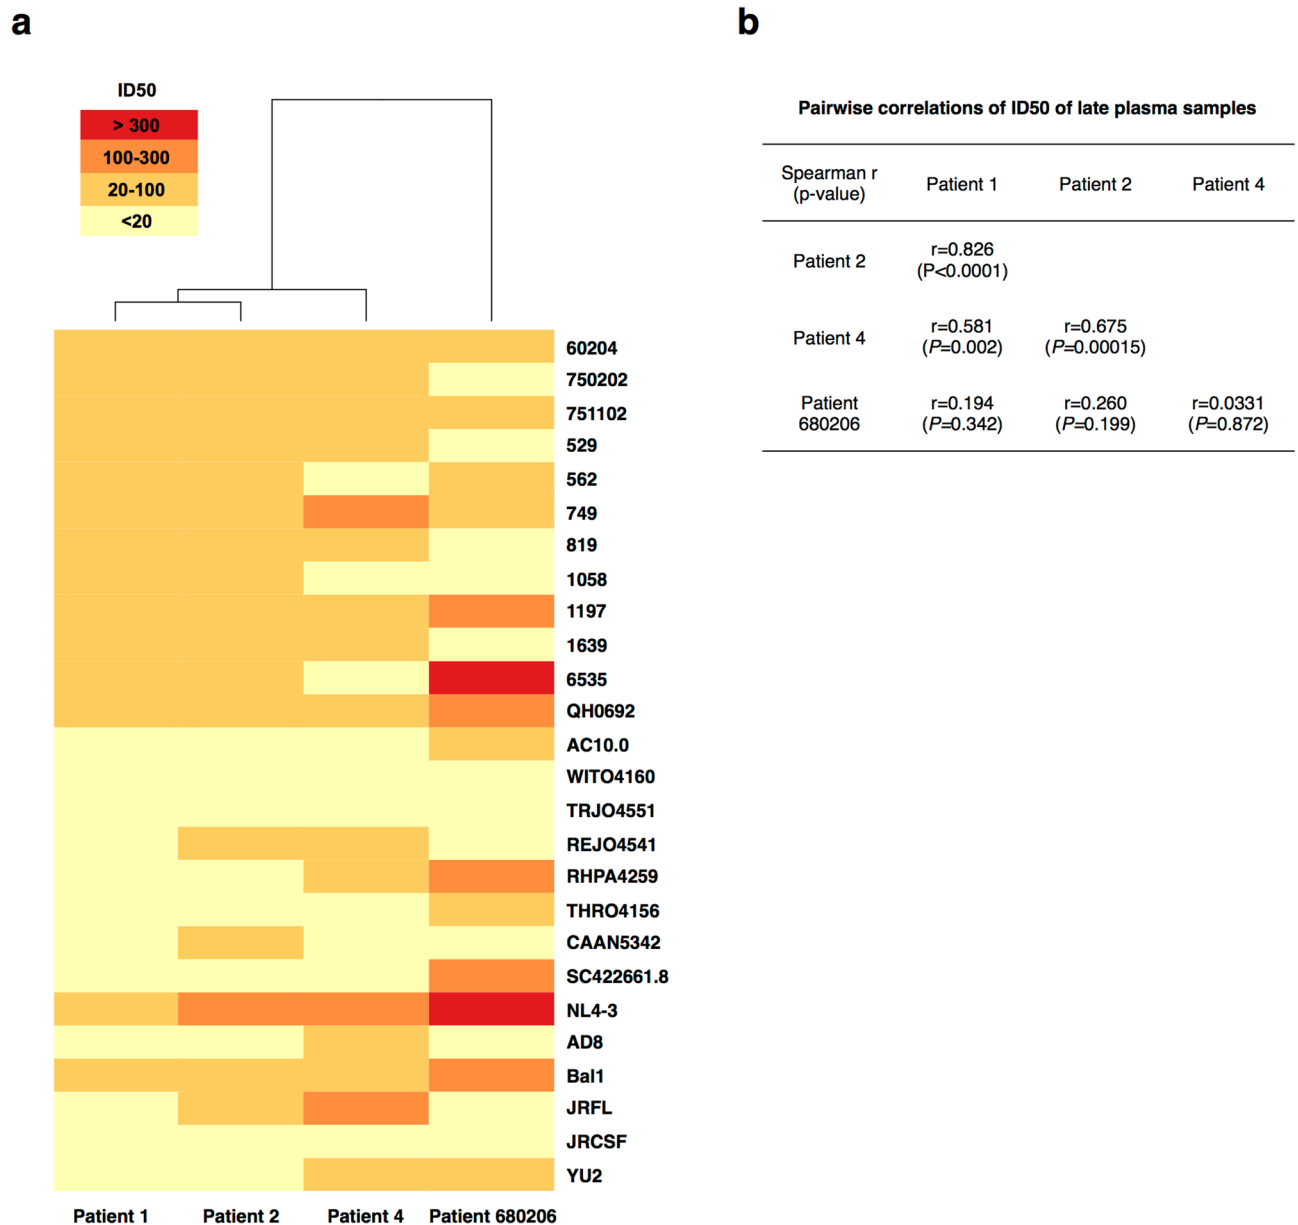 a
ID50
> 300
100-300
20-100
<20
60204
750202
751102
529
562
749
819
1058
1197
1639
6535
QH0692
AC10.0
WITO4160
TRJO4551
REJO4541
RHPA4259
THRO4156
CAAN5342
SC422661.8
NL4-3
AD8
Bal1
JRFL
JRCSF
YU2
Patient 1 Patient 2 Patient 4 Patient 680206
b
Pairwise correlations of ID50 of late plasma samples
Spearman r
(p-value)
Patient 1 Patient 2 Patient 4
Patient 2
r=0.826
(P<0.0001)
Patient 4
r=0.581 r=0.675
(P=0.002) (P=0.00015)
Patient r=0.194 r=0.260 r=0.0331
680206 (P=0.342) (P=0.199) (P=0.872)